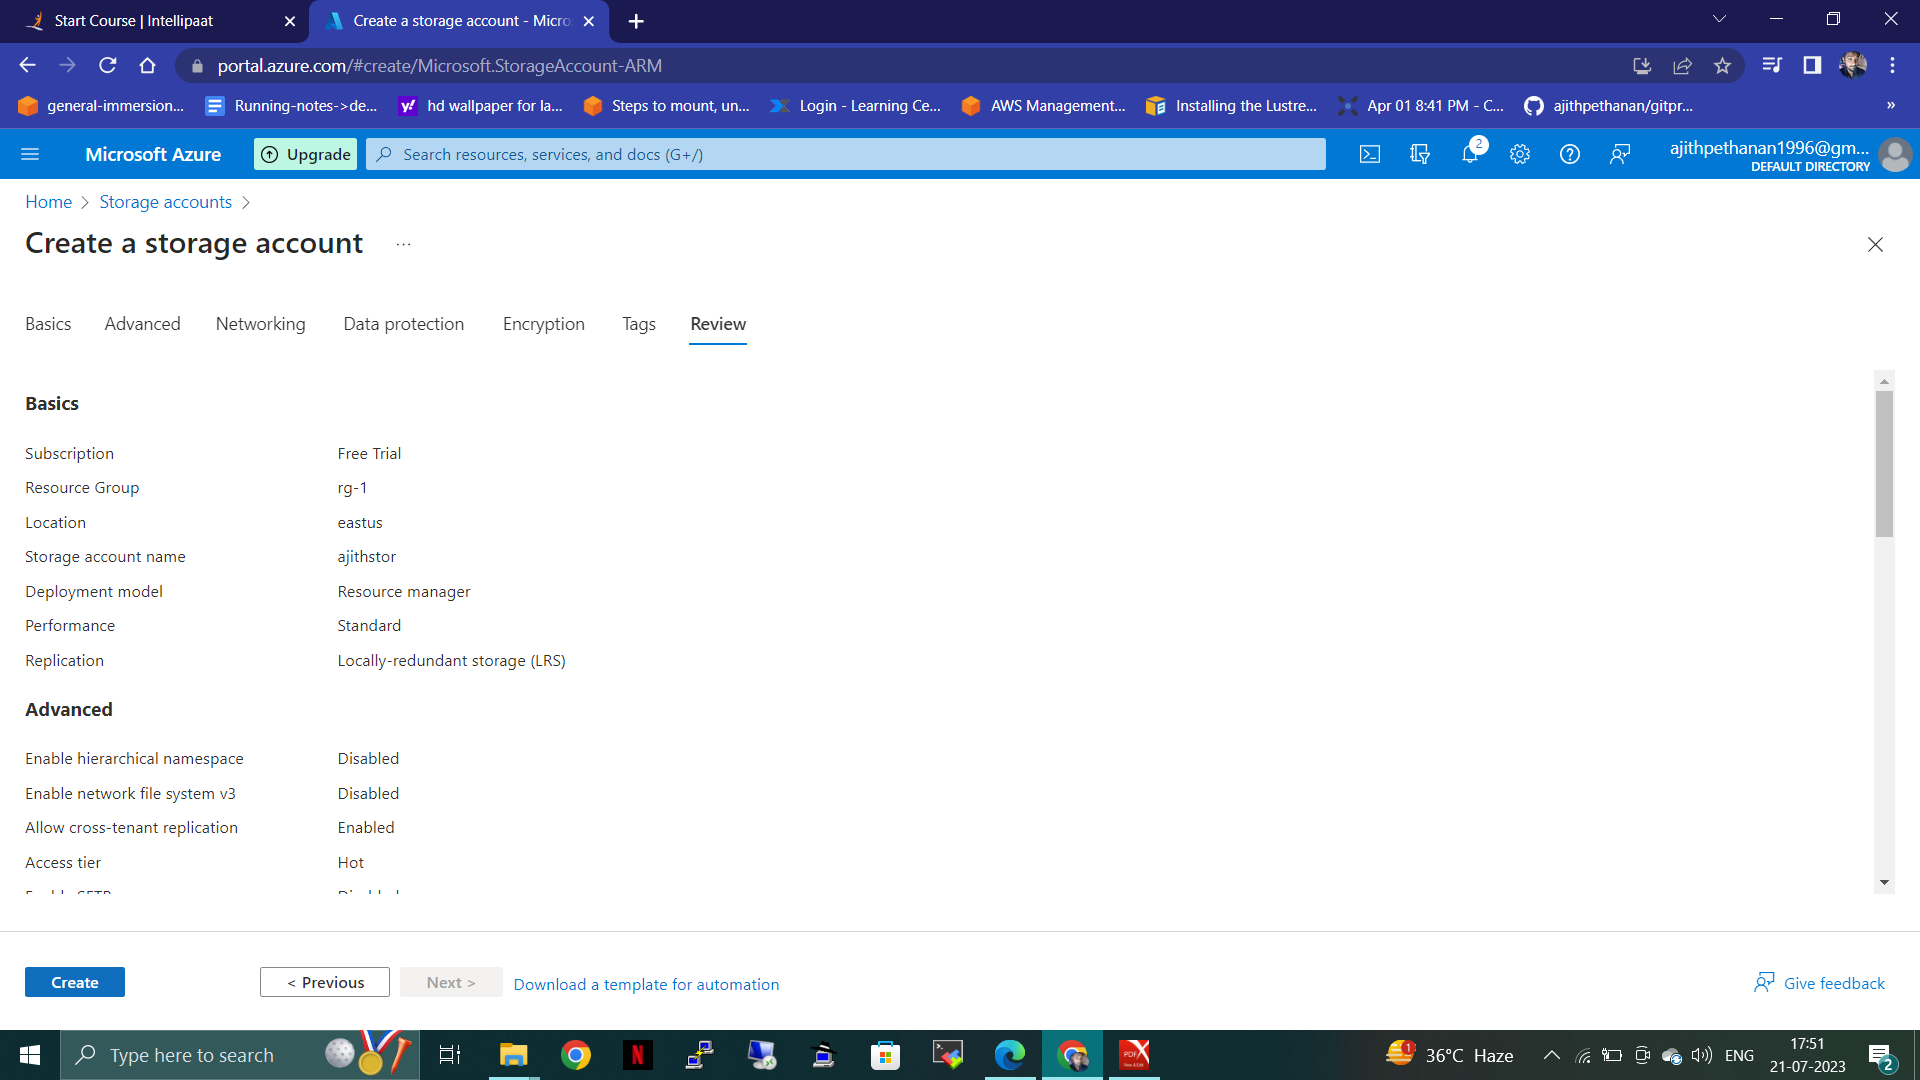 Start Course | Intellipaat
Create a storage account - Micro
portal.azure.com/#create/Microsoft.StorageAccount-ARM
general-immersion...
Running-notes->de...
hd wallpaper for la...
Steps to mount, un...
Login - Learning Ce...
AWS Management...
Installing the Lustre...
Apr 01 8:41 PM - C...
ajithpethanan/gitpr...
»
Microsoft Azure
Upgrade
Search resources, services, and docs (G+/)
2
ajithpethanan1996@gm...
DEFAULT DIRECTORY
Home > Storage accounts >
Create a storage account ...
Basics Advanced Networking Data protection Encryption Tags Review
Basics
Subscription Free Trial
Resource Group rg-1
Location eastus
Storage account name ajithstor
Deployment model Resource manager
Performance Standard
Replication Locally-redundant storage (LRS)
Advanced
Enable hierarchical namespace Disabled
Enable network file system v3 Disabled
Allow cross-tenant replication Enabled
Access tier Hot
Create
< Previous
Next >
Download a template for automation
Give feedback
Type here to search
N
PDF
1
36°C Haze
ENG
17:51
21-07-2023
2